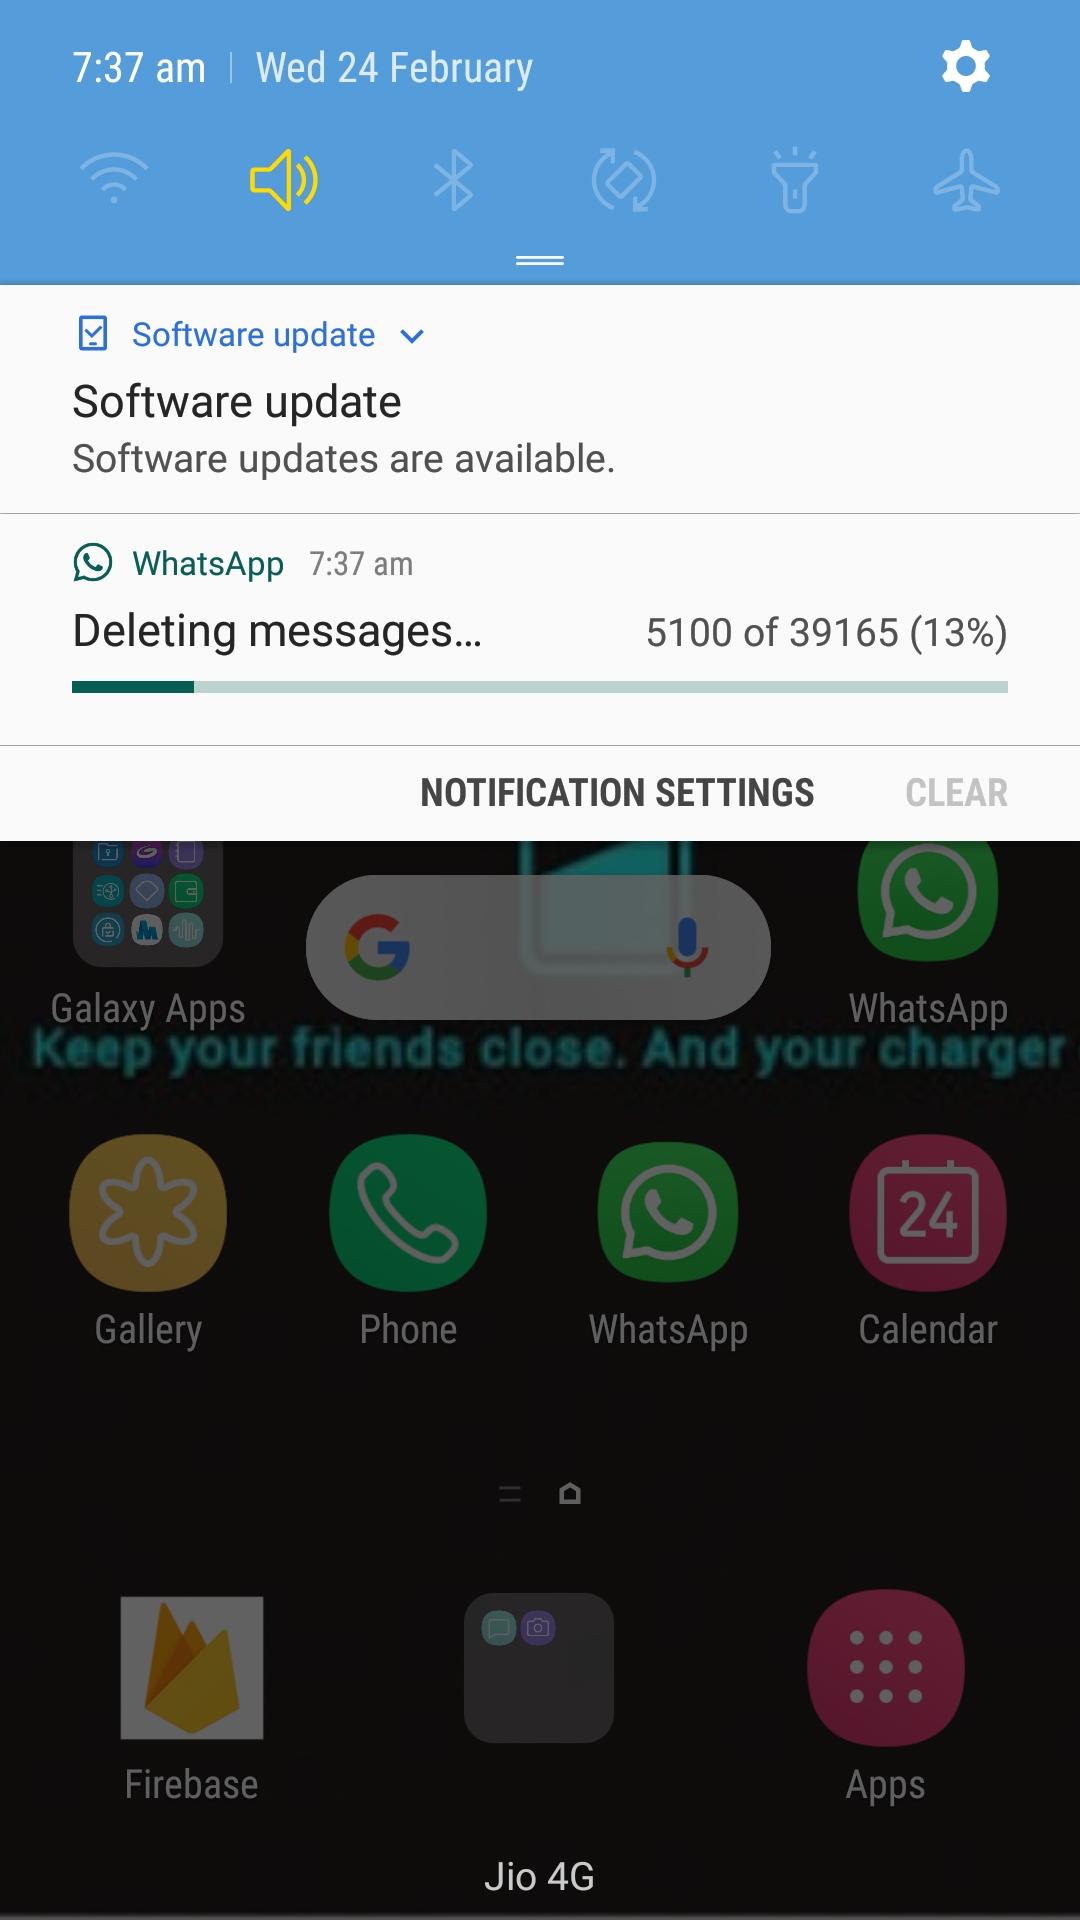 7:37 am | Wed 24 February
Software update
Software update
Software updates are available.
WhatsApp 7:37 am
Deleting messages... 5100 of 39165 (13%)
NOTIFICATION SETTINGS CLEAR
Galaxy Apps WhatsApp
Keep your friends close. And your charger
Gallery Phone WhatsApp Calendar
24
Firebase Apps
Jio 4G